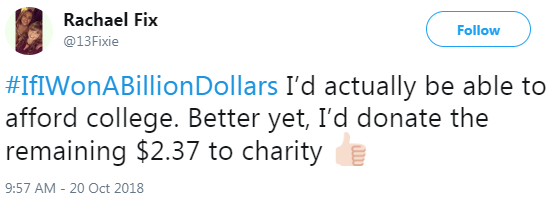 Rachael Fix
@13Fixie
Follow
#IfIWonABillionDollars I’d actually be able to
afford college. Better yet, I’d donate the
remaining $2.37 to charity 👍🏻
9:57 AM - 20 Oct 2018